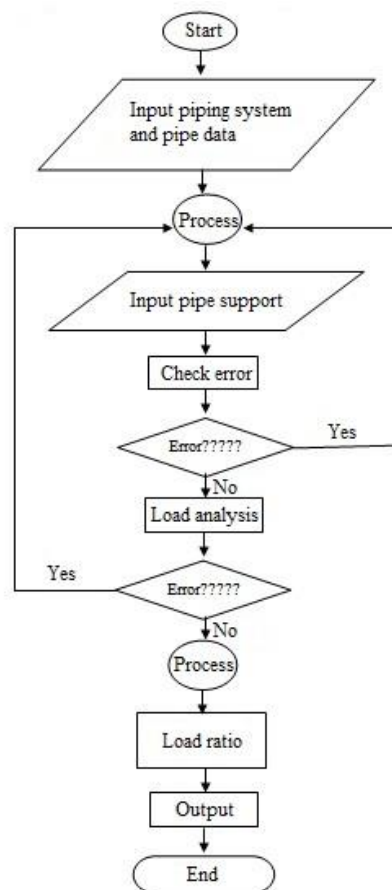 Start
Input piping system
and pipe data
Process
Input pipe support
Check error
Error?????
Yes
No
Load analysis
Yes
Error?????
No
Process
Load ratio
Output
End